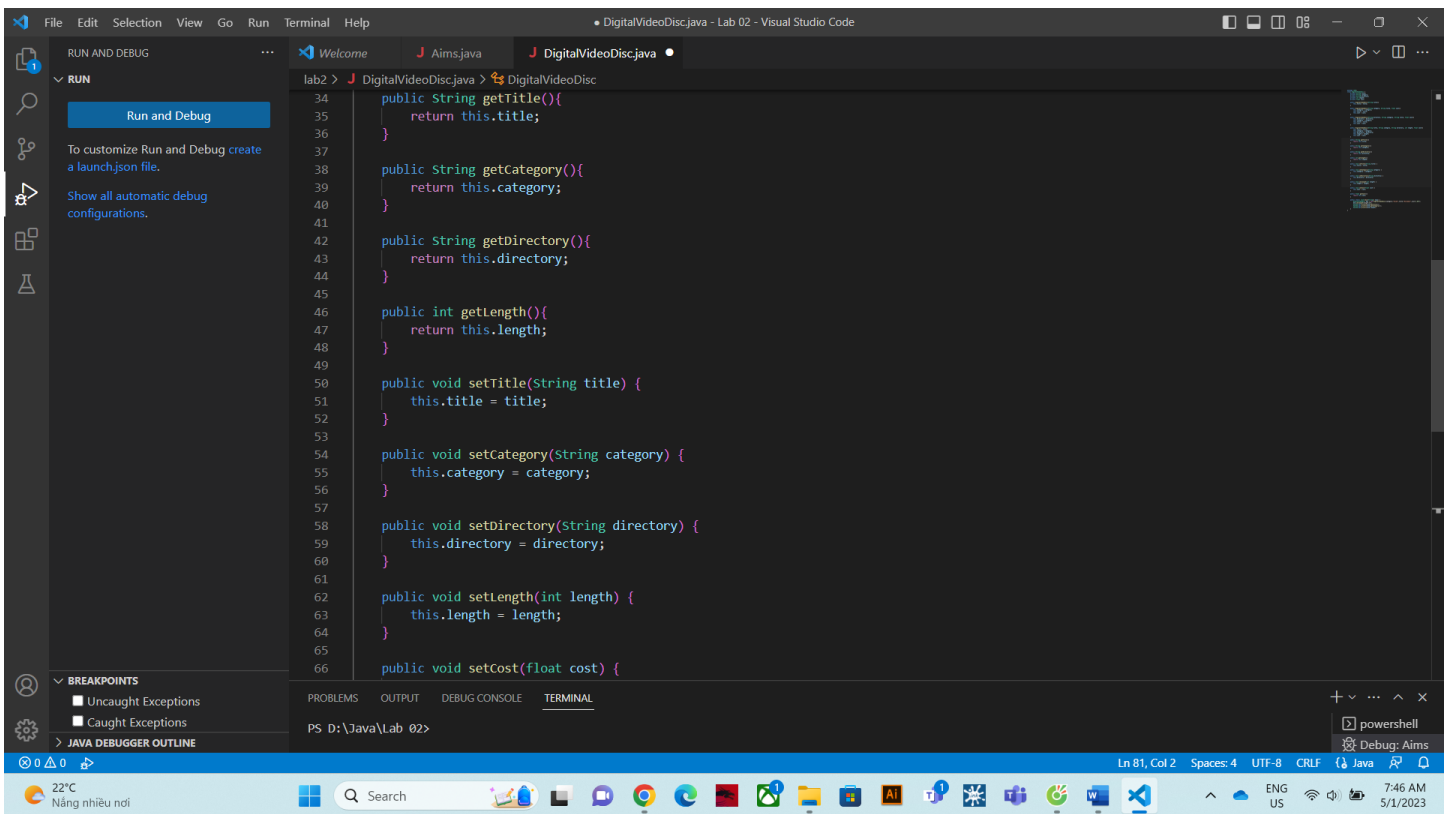 File Edit Selection View Go Run Terminal Help
● DigitalVideoDisc.java - Lab 02 - Visual Studio Code
RUN AND DEBUG ···
RUN
Run and Debug
To customize Run and Debug create
a launch.json file.
Show all automatic debug
configurations.
BREAKPOINTS
Uncaught Exceptions
Caught Exceptions
JAVA DEBUGGER OUTLINE
Welcome J Aims.java J DigitalVideoDisc.java ●
lab2 > J DigitalVideoDisc.java > DigitalVideoDisc
34 public String getTitle(){
35 return this.title;
36 }
37
38 public String getCategory(){
39 return this.category;
40 }
41
42 public String getDirectory(){
43 return this.directory;
44 }
45
46 public int getLength(){
47 return this.length;
48 }
49
50 public void setTitle(String title) {
51 this.title = title;
52 }
53
54 public void setCategory(String category) {
55 this.category = category;
56 }
57
58 public void setDirectory(String directory) {
59 this.directory = directory;
60 }
61
62 public void setLength(int length) {
63 this.length = length;
64 }
65
66 public void setCost(float cost) {
PROBLEMS OUTPUT DEBUG CONSOLE TERMINAL
PS D:\Java\Lab 02>
powershell
Debug: Aims
0 0 Ln 81, Col 2 Spaces: 4 UTF-8 CRLF Java
22°C
Nắng nhiều nơi
Search
ENG
US
7:46 AM
5/1/2023